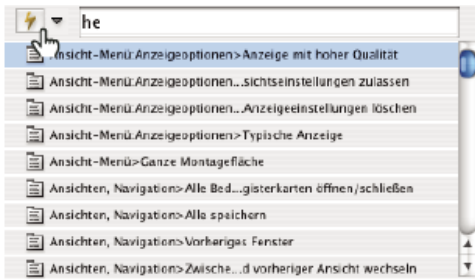 he
Ansicht-Menü:Anzeigeoptionen>Anzeige mit hoher Qualität
Ansicht-Menü:Anzeigeoptionen...sichtseinstellungen zulassen
Ansicht-Menü:Anzeigeoptionen...Anzeigeeinstellungen löschen
Ansicht-Menü:Anzeigeoptionen>Typische Anzeige
Ansicht-Menü>Ganze Montagefläche
Ansichten, Navigation>Alle Bed...gisterkarten öffnen/schließen
Ansichten, Navigation>Alle speichern
Ansichten, Navigation>Vorheriges Fenster
Ansichten, Navigation>Zwische...d vorheriger Ansicht wechseln